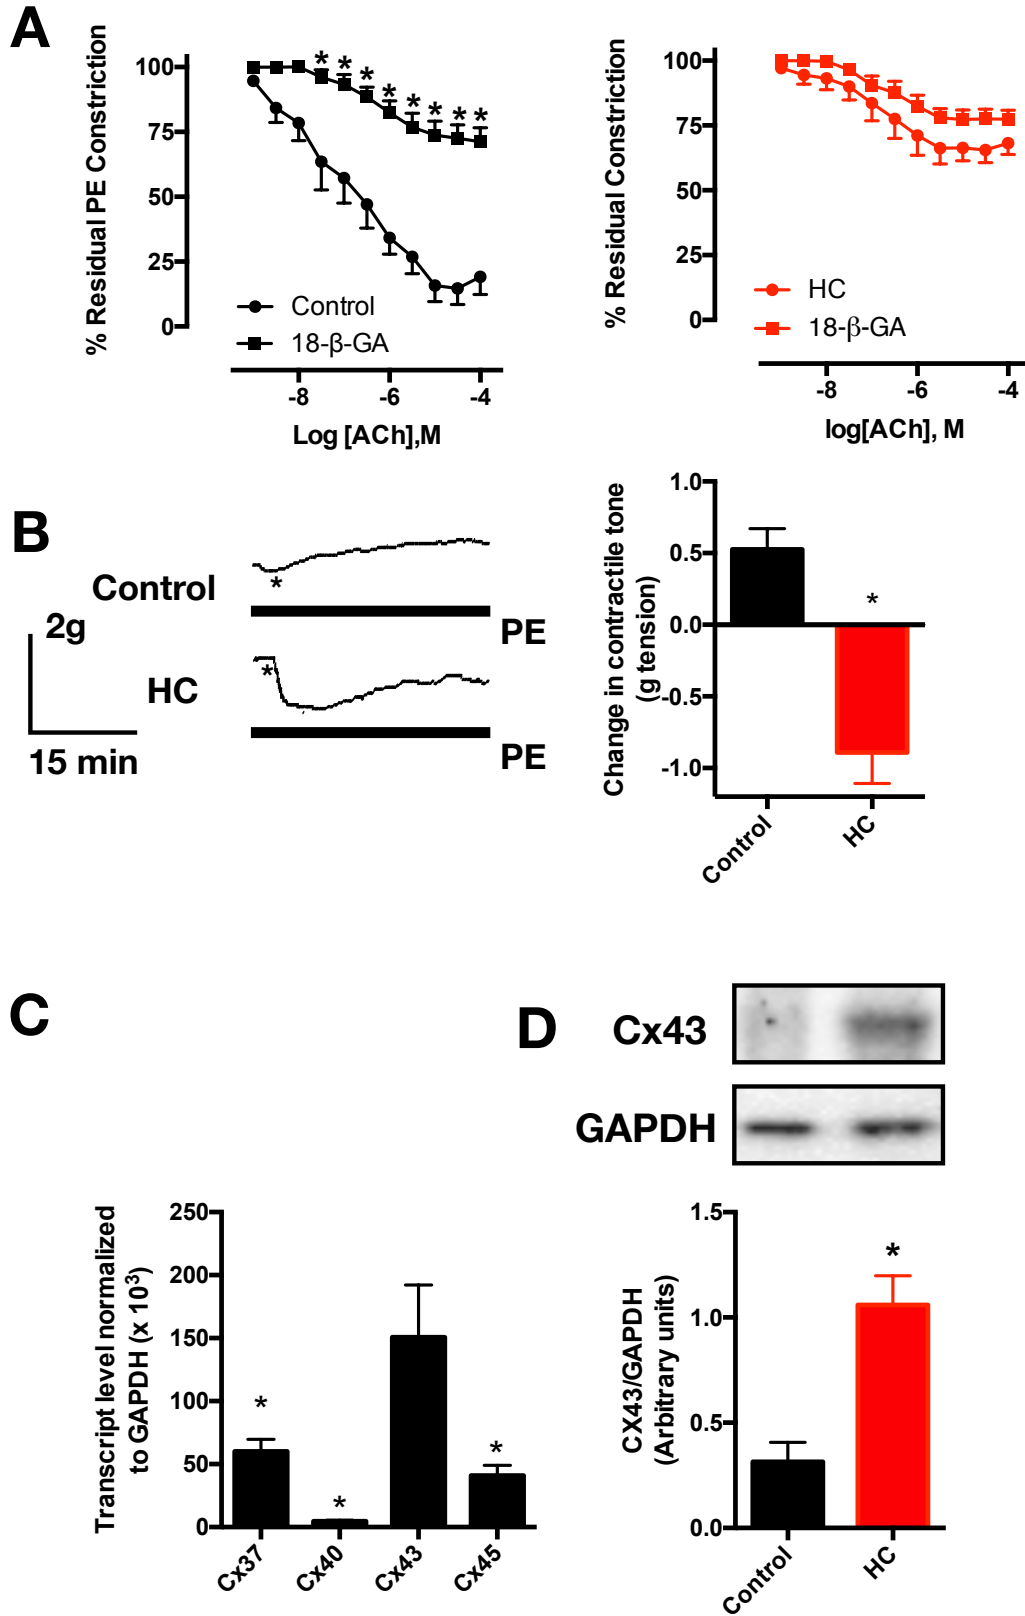 A
% Residual PE Constriction
100
75
50
25
0
* * * * * * * *
Control
18-β-GA
-8
-6
-4
Log [ACh],M
% Residual Constriction
100
75
50
25
0
HC
18-β-GA
-8
-6
-4
log[ACh], M
B
Control
*
PE
2g
HC
*
PE
15 min
Change in contractile tone
(g tension)
1.0
0.5
0.0
-0.5
-1.0
*
Control
HC
C
Transcript level normalized
to GAPDH (x 10³)
250
200
150
100
50
0
*
*
*
Cx37
Cx40
Cx43
Cx45
D
Cx43
GAPDH
CX43/GAPDH
(Arbitrary units)
1.5
1.0
0.5
0.0
*
Control
HC